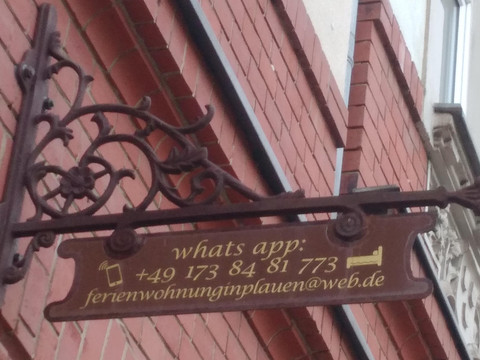 whats app:
+49 173 84 81 773
ferienwohnunginplauen@web.de